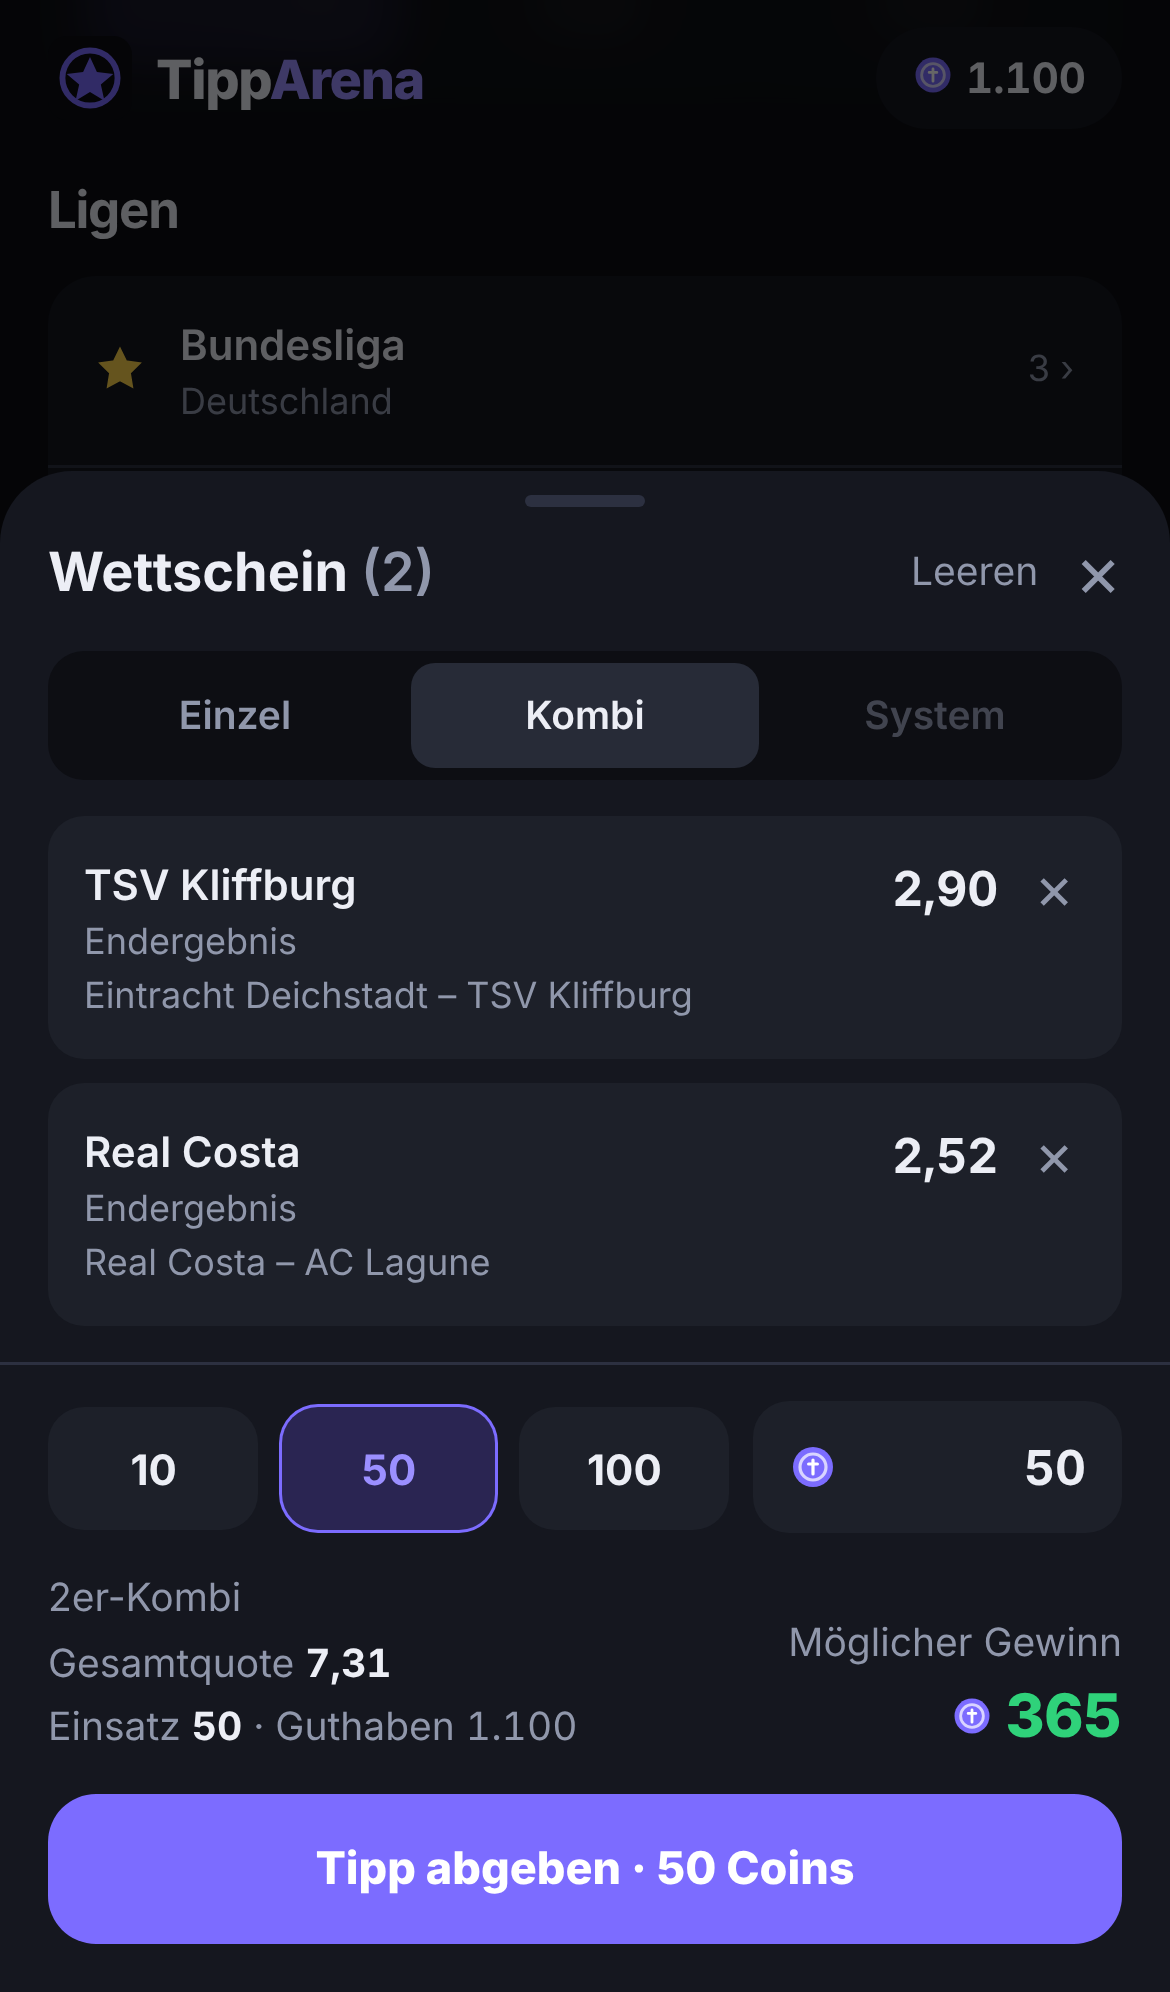 TippArena
1.100
Ligen
Bundesliga
Deutschland
3 ›
Wettschein (2)
Leeren ✕
Einzel
Kombi
System
TSV Kliffburg
2,90 ✕
Endergebnis
Eintracht Deichstadt – TSV Kliffburg
Real Costa
2,52 ✕
Endergebnis
Real Costa – AC Lagune
10
50
100
50
2er-Kombi
Gesamtquote 7,31
Einsatz 50 · Guthaben 1.100
Möglicher Gewinn
365
Tipp abgeben · 50 Coins